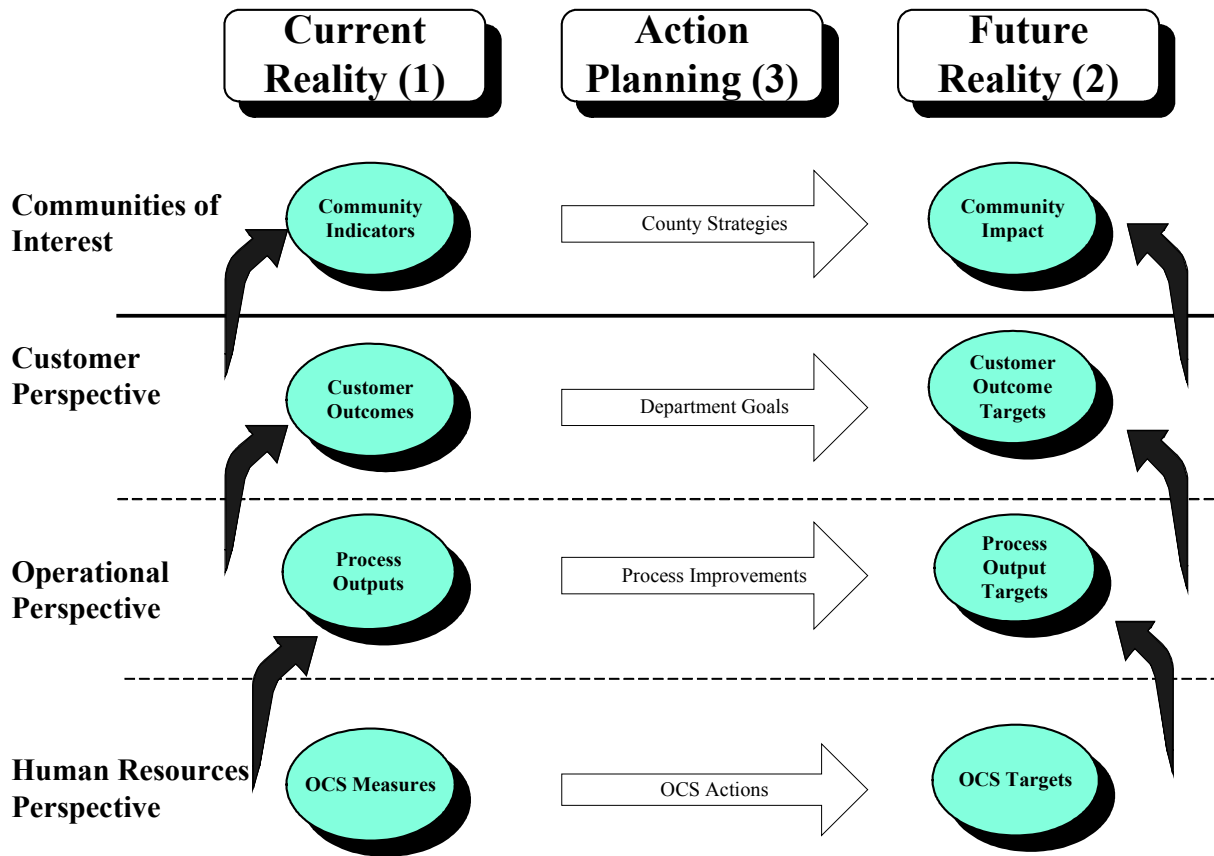 Current
Reality (1)
Action
Planning (3)
Future
Reality (2)
Communities of
Interest
Community
Indicators
County Strategies
Community
Impact
Customer
Perspective
Customer
Outcomes
Department Goals
Customer
Outcome
Targets
Operational
Perspective
Process
Outputs
Process Improvements
Process
Output
Targets
Human Resources
Perspective
OCS Measures
OCS Actions
OCS Targets